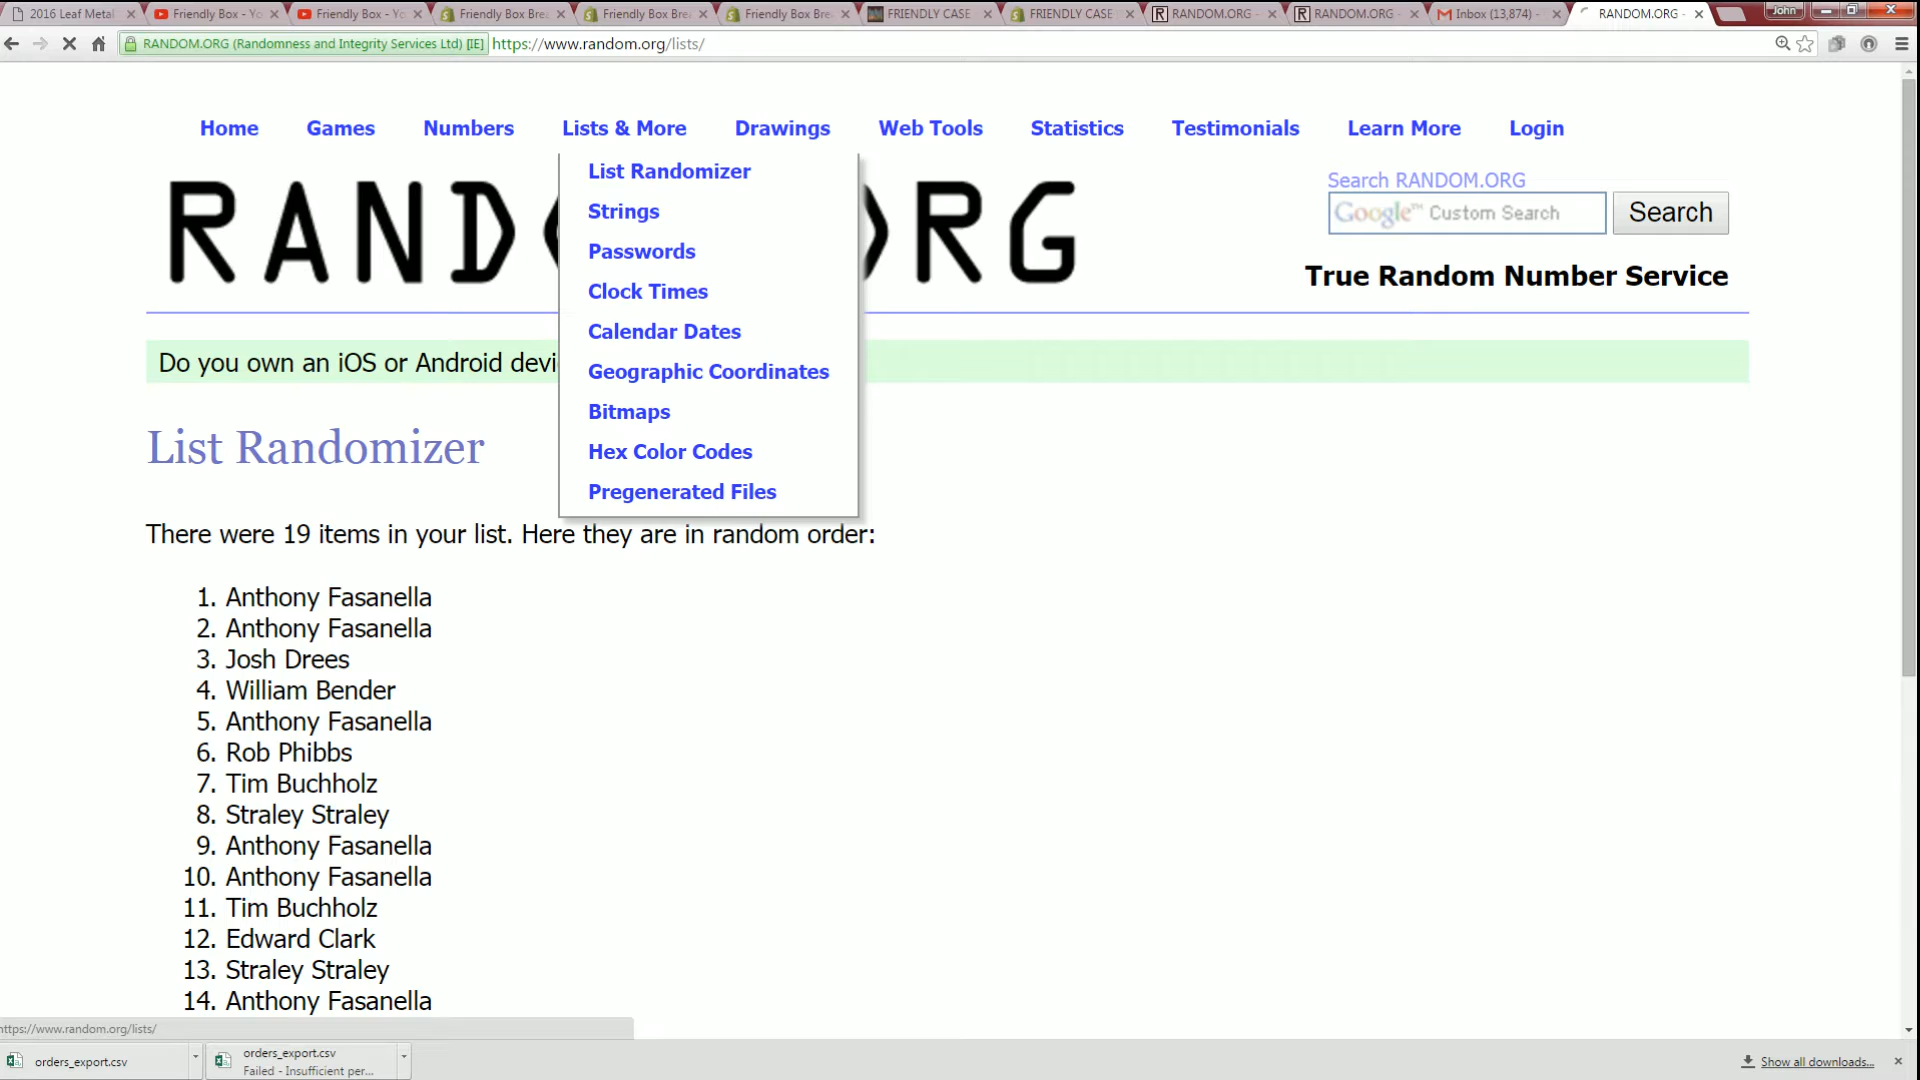 2016 Leaf Metal
Friendly Box - Yo
Friendly Box - Yo
Friendly Box Brea
Friendly Box Brea
Friendly Box Brea
FRIENDLY CASE
FRIENDLY CASE
RANDOM.ORG -
RANDOM.ORG -
Inbox (13,874) -
RANDOM.ORG -
John
RANDOM.ORG (Randomness and Integrity Services Ltd) [IE] https://www.random.org/lists/
Home Games Numbers Lists & More Drawings Web Tools Statistics Testimonials Learn More Login
List Randomizer
Strings
Passwords
Clock Times
Calendar Dates
Geographic Coordinates
Bitmaps
Hex Color Codes
Pregenerated Files
Search RANDOM.ORG
Google™ Custom Search Search
True Random Number Service
Do you own an iOS or Android devi
List Randomizer
There were 19 items in your list. Here they are in random order:
1. Anthony Fasanella
2. Anthony Fasanella
3. Josh Drees
4. William Bender
5. Anthony Fasanella
6. Rob Phibbs
7. Tim Buchholz
8. Straley Straley
9. Anthony Fasanella
10. Anthony Fasanella
11. Tim Buchholz
12. Edward Clark
13. Straley Straley
14. Anthony Fasanella
https://www.random.org/lists/
orders_export.csv
orders_export.csv
Failed - Insufficient per...
Show all downloads...